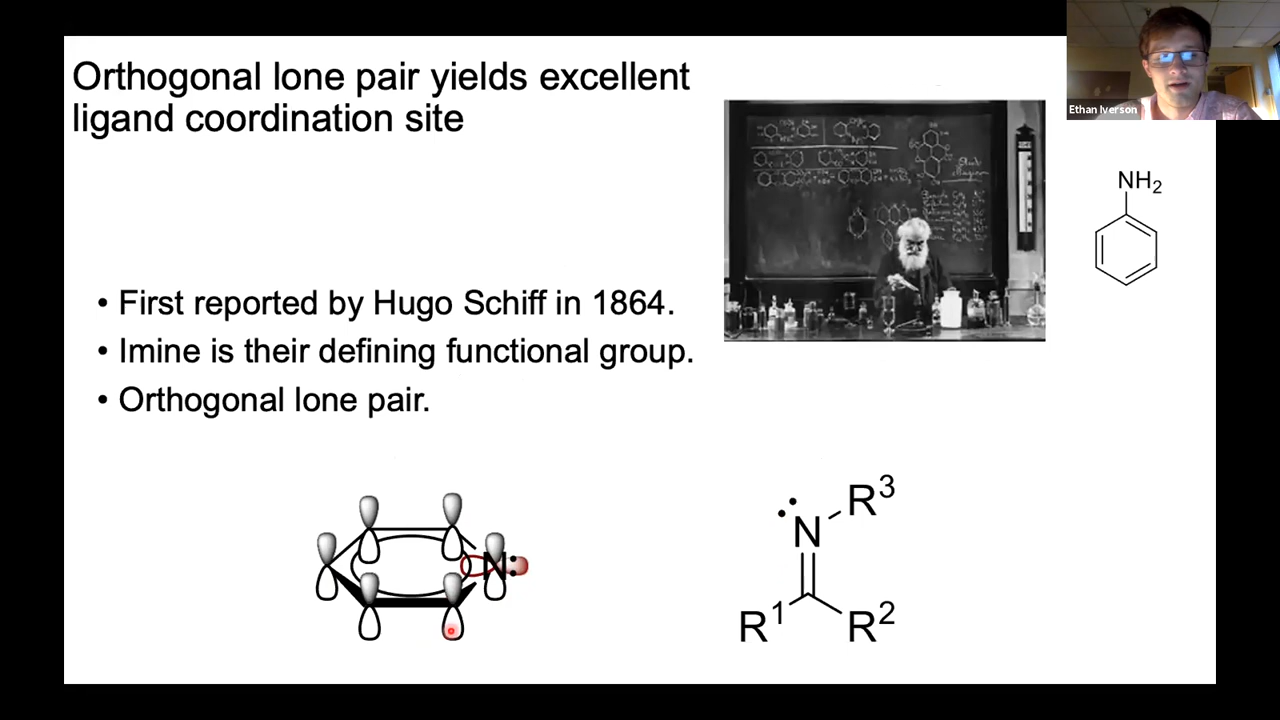 Orthogonal lone pair yields excellent
ligand coordination site
Ethan Iverson
NH2
• First reported by Hugo Schiff in 1864.
• Imine is their defining functional group.
• Orthogonal lone pair.
N:
R3
N
R1
R2